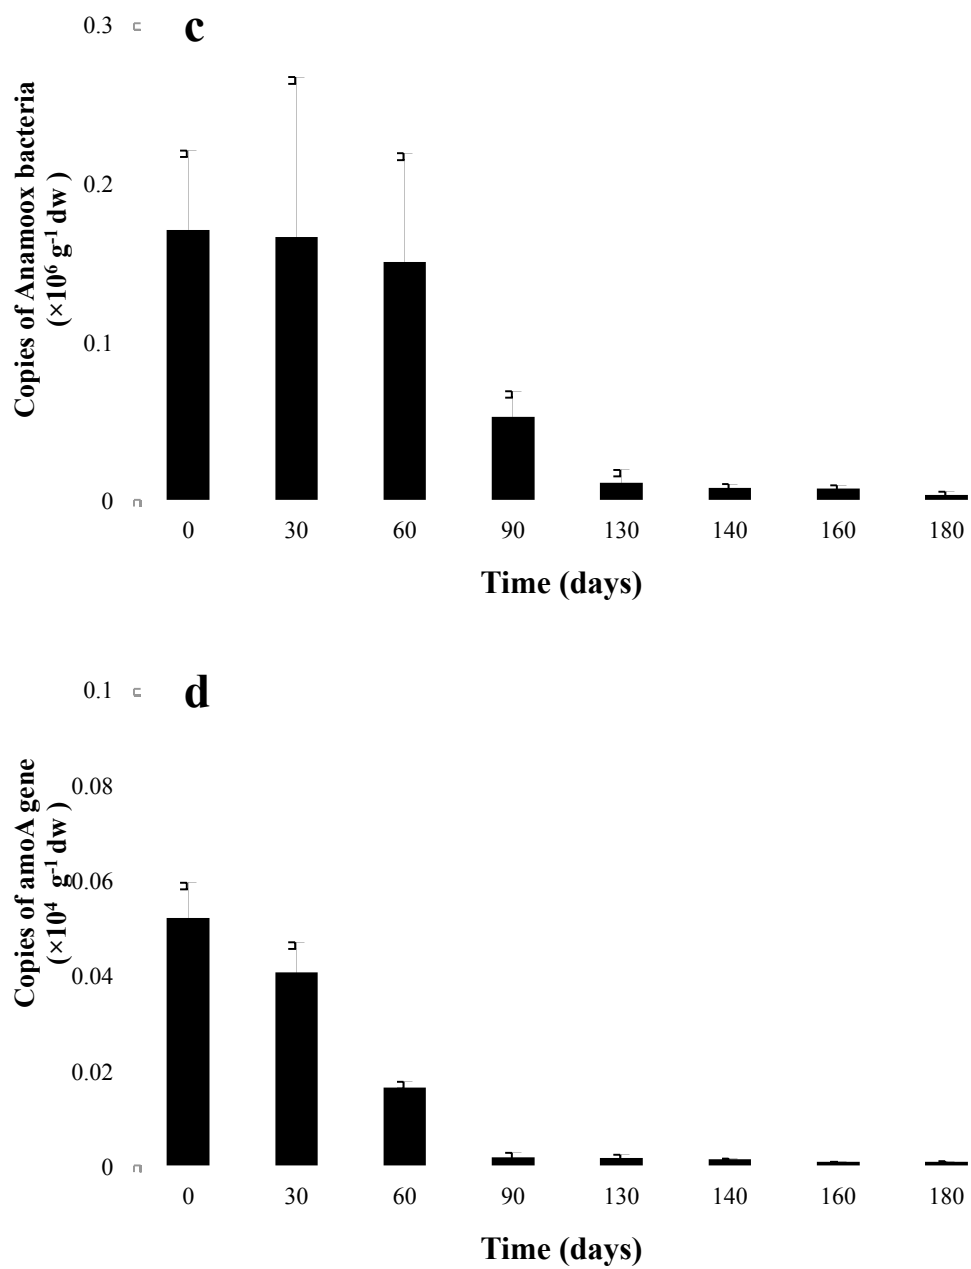 0.3
c
0.2
0.1
0
Copies of Anamoox bacteria
(×10⁶ g⁻¹ dw )
0 30 60 90 130 140 160 180
Time (days)
0.1
d
0.08
0.06
0.04
0.02
0
Copies of amoA gene
(×10⁴ g⁻¹ dw )
0 30 60 90 130 140 160 180
Time (days)